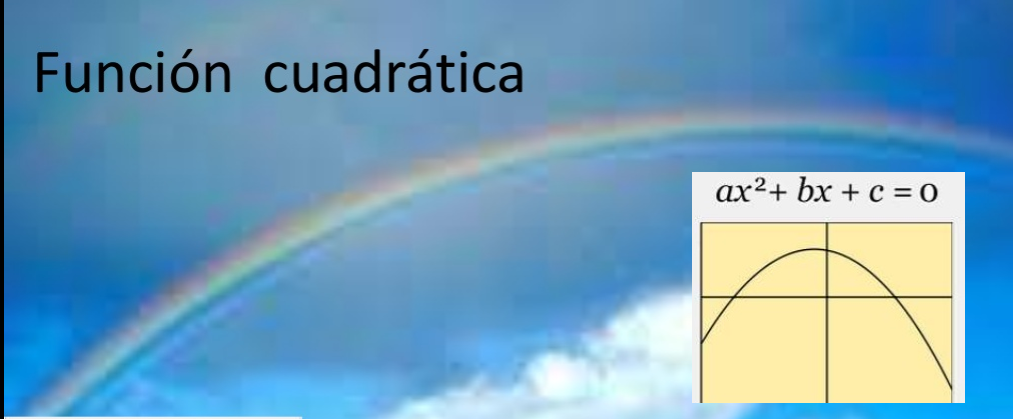 Función cuadrática
ax²+ bx + c = 0